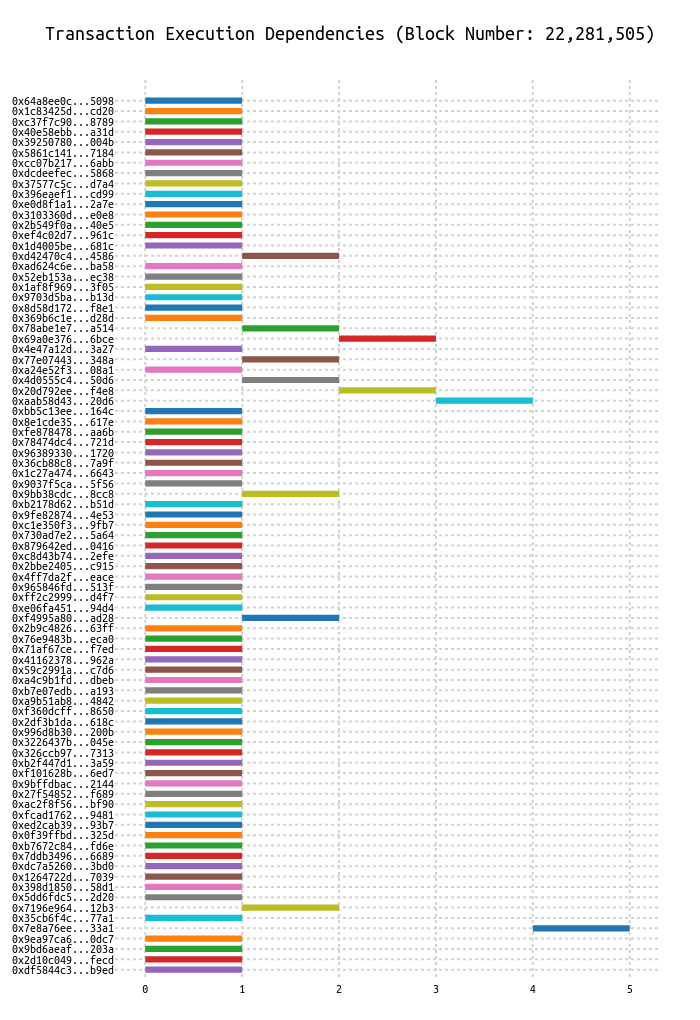 Transaction Execution Dependencies (Block Number: 22,281,505)
0x64a8ee0c...5098
0x1c83425d...cd20
0xc37f7c90...8789
0x40e58ebb...a31d
0x39250780...004b
0x5861c141...7184
0xcc07b217...6abb
0xdcdeefec...5868
0x37577c5c...d7a4
0x396eaef1...cd99
0xe0d8f1a1...2a7e
0x3103360d...e0e8
0x2b549f0a...40e5
0xef4c02d7...961c
0x1d4005be...681c
0xd42470c4...4586
0xad624c6e...ba58
0x52eb153a...ec38
0x1af8f969...3f05
0x9703d5ba...b13d
0x8d58d172...f8e1
0x369b6c1e...d28d
0x78abe1e7...a514
0x69a0e376...6bce
0x4e47a12d...3a27
0x77e07443...348a
0xa24e52f3...08a1
0x4d0555c4...50d6
0x20d792ee...f4e8
0xaab58d43...20d6
0xbb5c13ee...164c
0x8e1cde35...617e
0xfe878478...aa6b
0x78474dc4...721d
0x96389330...1720
0x36cb88c8...7a9f
0x1c27a474...6643
0x9037f5ca...5f56
0x9bb38cdc...8cc8
0xb2178d62...b51d
0x9fe82874...4e53
0xc1e350f3...9fb7
0x730ad7e2...5a64
0x879642ed...0416
0xc8d43b74...2efe
0x2bbe2405...c915
0x4ff7da2f...eace
0x965846fd...513f
0xff2c2999...d4f7
0xe06fa451...94d4
0xf4995a80...ad28
0x2b9c4826...63ff
0x76e9483b...eca0
0x71af67ce...f7ed
0x41162378...962a
0x59c2991a...c7d6
0xa4c9b1fd...dbeb
0xb7e07edb...a193
0xa9b51ab8...4842
0xf360dcff...8650
0x2df3b1da...618c
0x996d8b30...200b
0x3226437b...045e
0x326ccb97...7313
0xb2f447d1...3a59
0xf101628b...6ed7
0x9bffdbac...2144
0x27f54852...f689
0xac2f8f56...bf90
0xfcad1762...9481
0xed2cab39...93b7
0x0f39ffbd...325d
0xb7672c84...fd6e
0x7ddb3496...6689
0xdc7a5260...3bd0
0x1264722d...7039
0x398d1850...58d1
0x5dd6fdc5...2d20
0x7196e964...12b3
0x35cb6f4c...77a1
0x7e8a76ee...33a1
0x9ea97ca6...0dc7
0x9bd6aeaf...203a
0x2d10c049...fecd
0xdf5844c3...b9ed
0 1 2 3 4 5